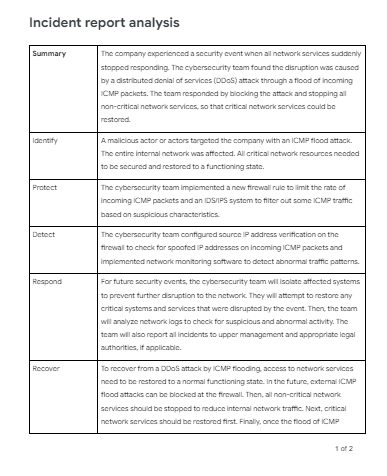 Incident report analysis
Summary
The company experienced a security event when all network services suddenly
stopped responding. The cybersecurity team found the disruption was caused
by a distributed denial of services (DDoS) attack through a flood of incoming
ICMP packets. The team responded by blocking the attack and stopping all
non-critical network services, so that critical network services could be
restored.
Identify
A malicious actor or actors targeted the company with an ICMP flood attack.
The entire internal network was affected. All critical network resources needed
to be secured and restored to a functioning state.
Protect
The cybersecurity team implemented a new firewall rule to limit the rate of
incoming ICMP packets and an IDS/IPS system to filter out some ICMP traffic
based on suspicious characteristics.
Detect
The cybersecurity team configured source IP address verification on the
firewall to check for spoofed IP addresses on incoming ICMP packets and
implemented network monitoring software to detect abnormal traffic patterns.
Respond
For future security events, the cybersecurity team will isolate affected systems
to prevent further disruption to the network. They will attempt to restore any
critical systems and services that were disrupted by the event. Then, the team
will analyze network logs to check for suspicious and abnormal activity. The
team will also report all incidents to upper management and appropriate legal
authorities, if applicable.
Recover
To recover from a DDoS attack by ICMP flooding, access to network services
need to be restored to a normal functioning state. In the future, external ICMP
flood attacks can be blocked at the firewall. Then, all non-critical network
services should be stopped to reduce internal network traffic. Next, critical
network services should be restored first. Finally, once the flood of ICMP
1 of 2